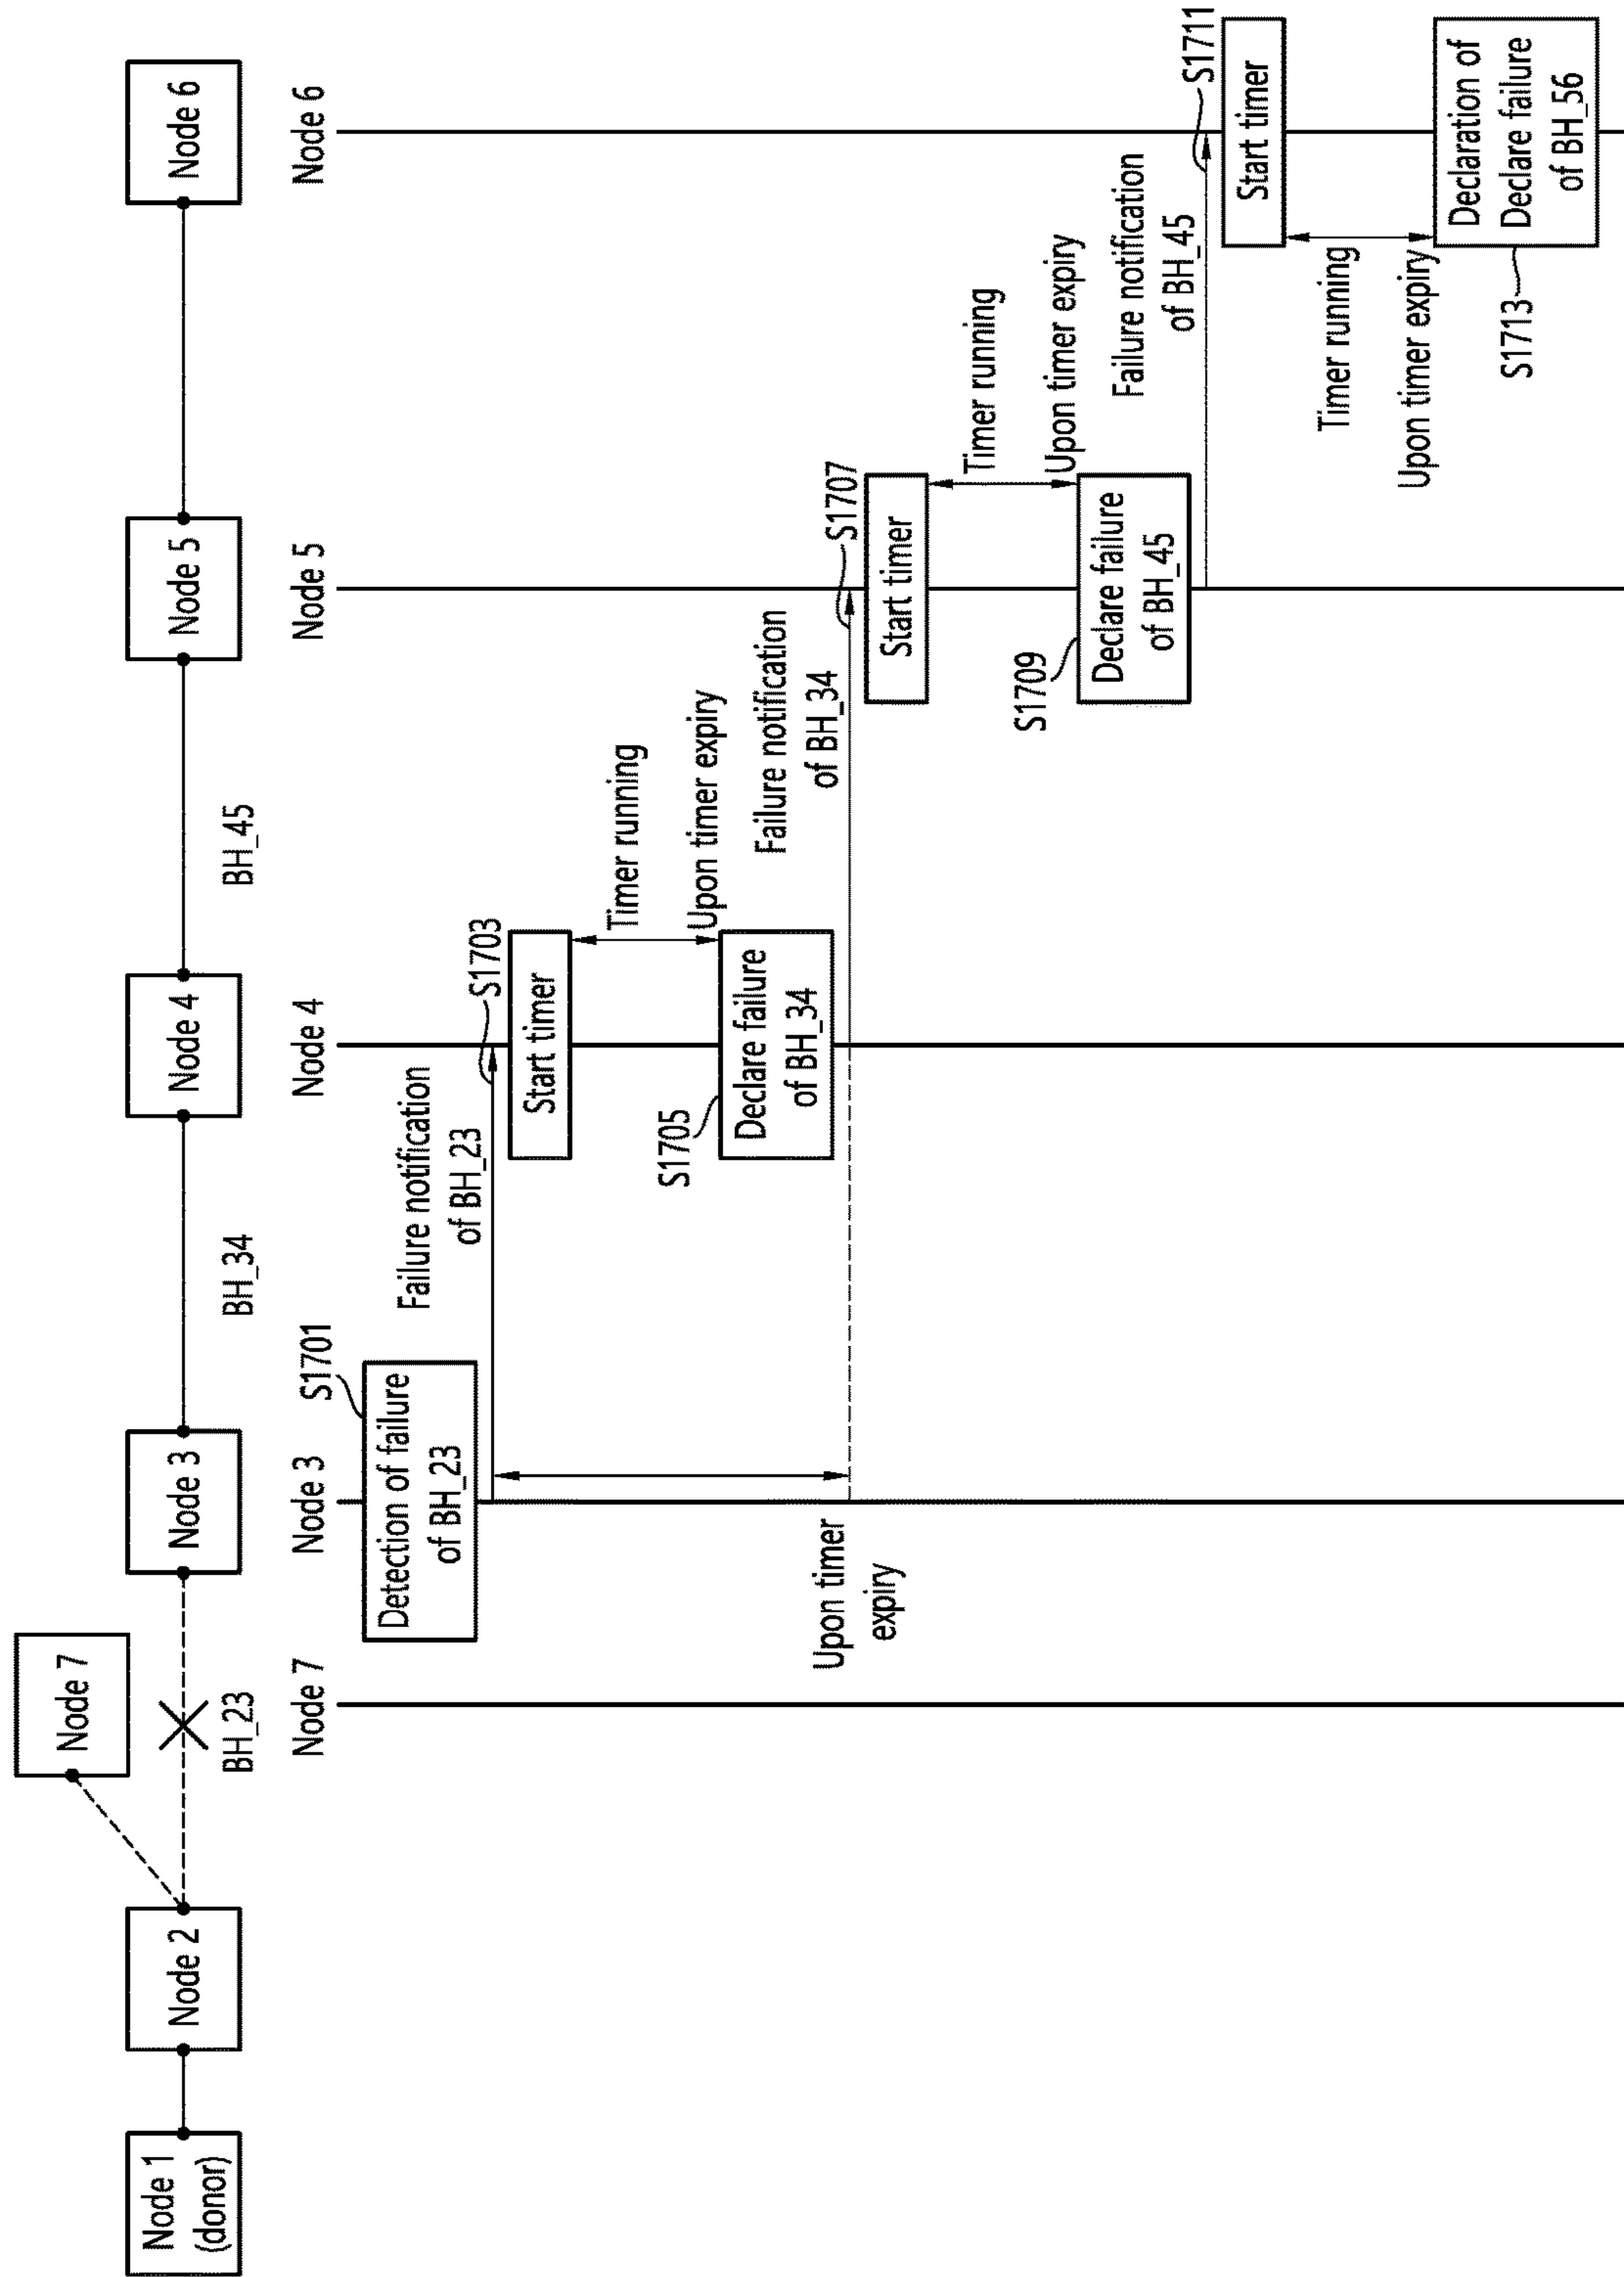 Node 1
(donor)
Node 2
Node 7
Node 3
Node 4
Node 5
Node 6
BH_23
BH_34
BH_45
Node 7
Node 3
Node 4
Node 5
Node 6
S1701
Detection of failure
of BH_23
Failure notification
of BH_23
S1703
Start timer
Timer running
Upon timer expiry
S1705
Declare failure
of BH_34
Upon timer
expiry
Failure notification
of BH_34
S1707
Start timer
Timer running
Upon timer expiry
S1709
Declare failure
of BH_45
Failure notification
of BH_45
S1711
Start timer
Timer running
Upon timer expiry
S1713
Declaration of
Declare failure
of BH_56